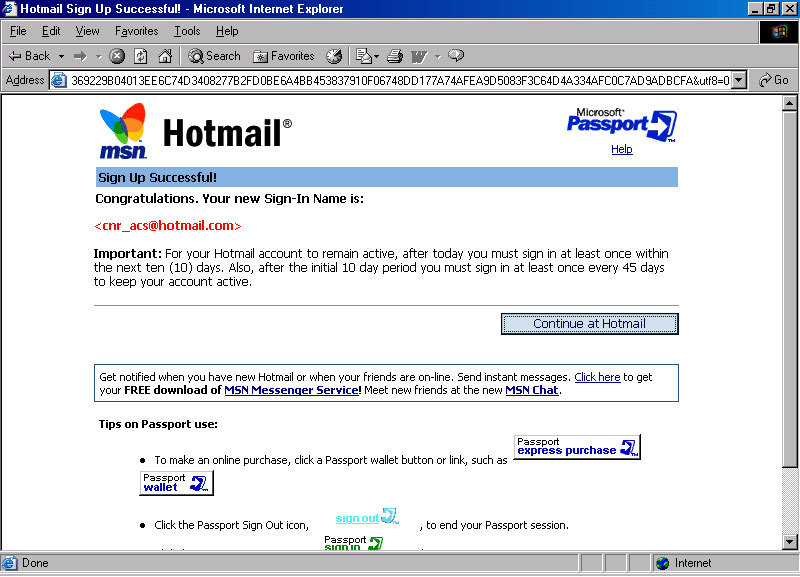 Hotmail Sign Up Successful! - Microsoft Internet Explorer
File Edit View Favorites Tools Help
Back Search Favorites
Address 369229B04013EE6C74D3408277B2FD0BE6A4BB453837910F06748DD177A74AFEA9D5083F3C64D4A334AFC0C7AD9ADBCFA&utf8=0 Go
msn Hotmail®
Microsoft® Passport™
Help
Sign Up Successful!
Congratulations. Your new Sign-In Name is:
<cnr_acs@hotmail.com>
Important: For your Hotmail account to remain active, after today you must sign in at least once within
the next ten (10) days. Also, after the initial 10 day period you must sign in at least once every 45 days
to keep your account active.
Continue at Hotmail
Get notified when you have new Hotmail or when your friends are on-line. Send instant messages. Click here to get
your FREE download of MSN Messenger Service! Meet new friends at the new MSN Chat.
Tips on Passport use:
• To make an online purchase, click a Passport wallet button or link, such as Passport express purchase
Passport wallet
• Click the Passport Sign Out icon, sign out , to end your Passport session.
Passport
sign in
Done Internet